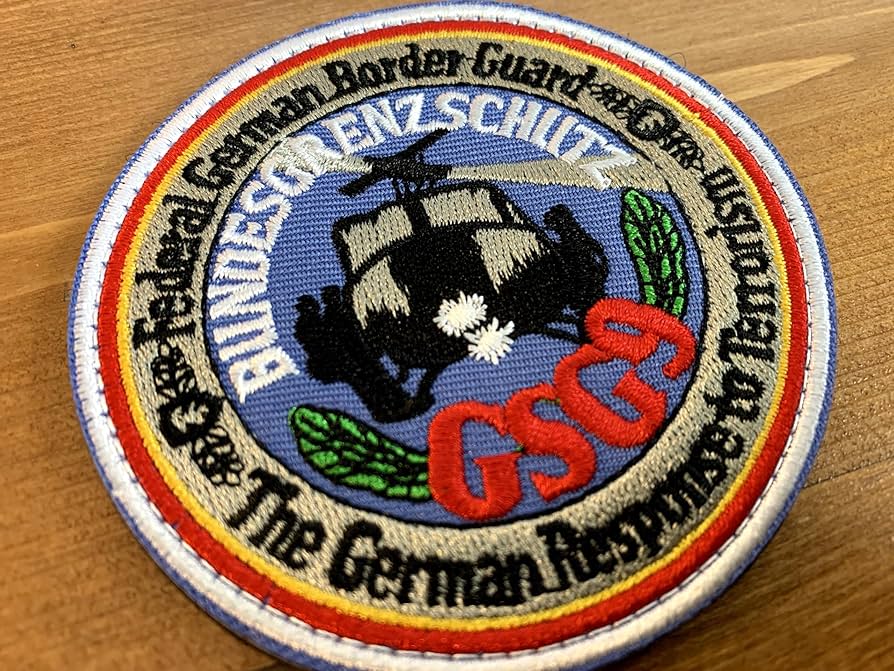 Federal German Border Guard
BUNDESGRENZSCHUTZ
GSG9
The German Response to Terrorism